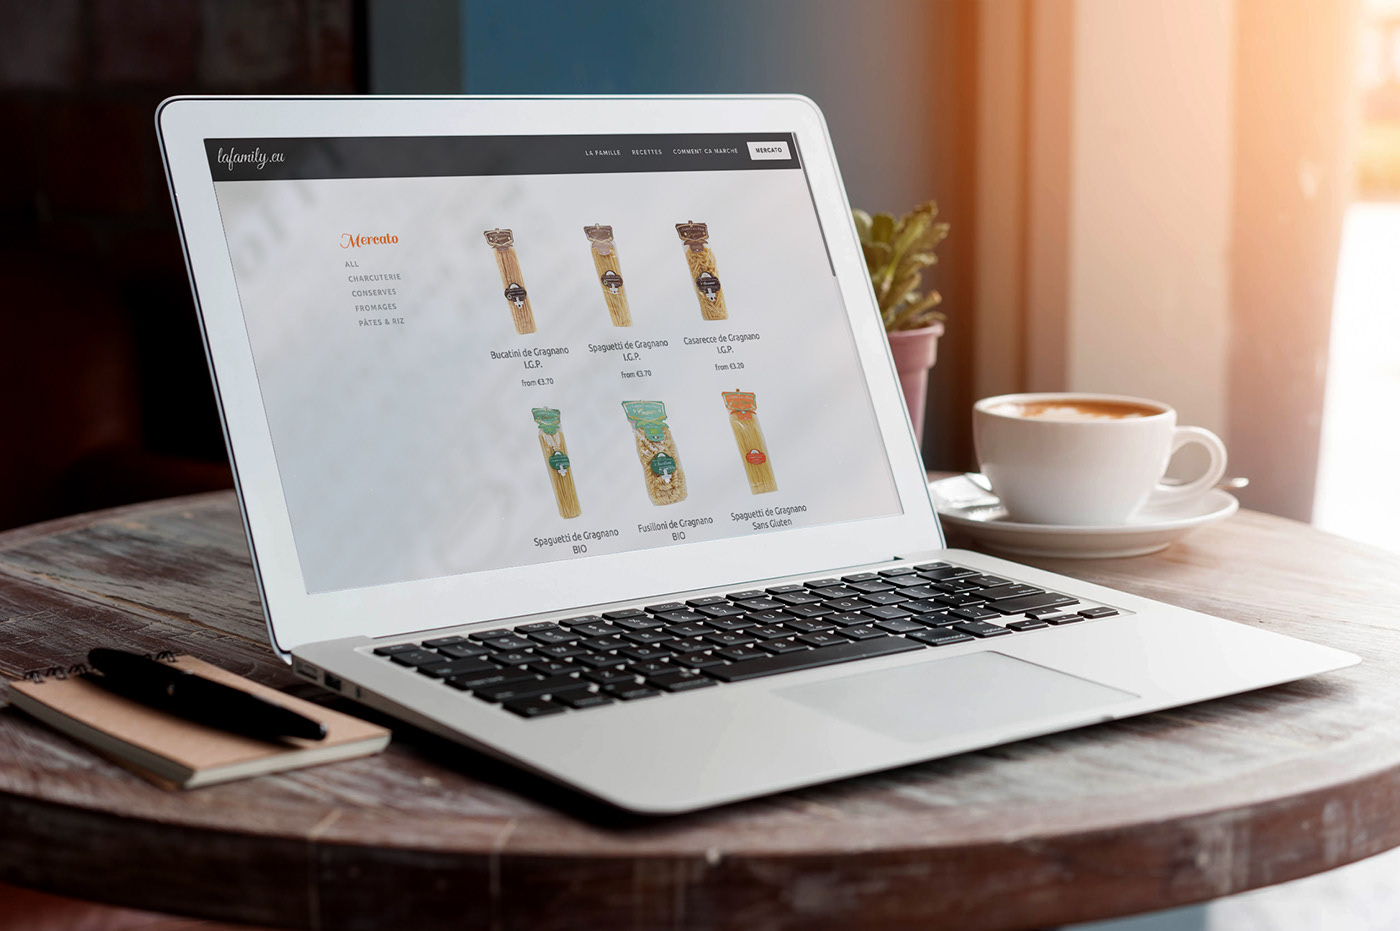 lafamily.eu
LA FAMILLE RECETTES COMMENT CA MARCHE MERCATO
Mercato
ALL
CHARCUTERIE
CONSERVES
FROMAGES
PÂTES & RIZ
Bucatini de Gragnano
I.G.P.
from €3.70
Spaguetti de Gragnano
I.G.P.
from €3.70
Casarecce de Gragnano
I.G.P.
from €3.20
Spaguetti de Gragnano
BIO
Fusilloni de Gragnano
BIO
Spaguetti de Gragnano
Sans Gluten